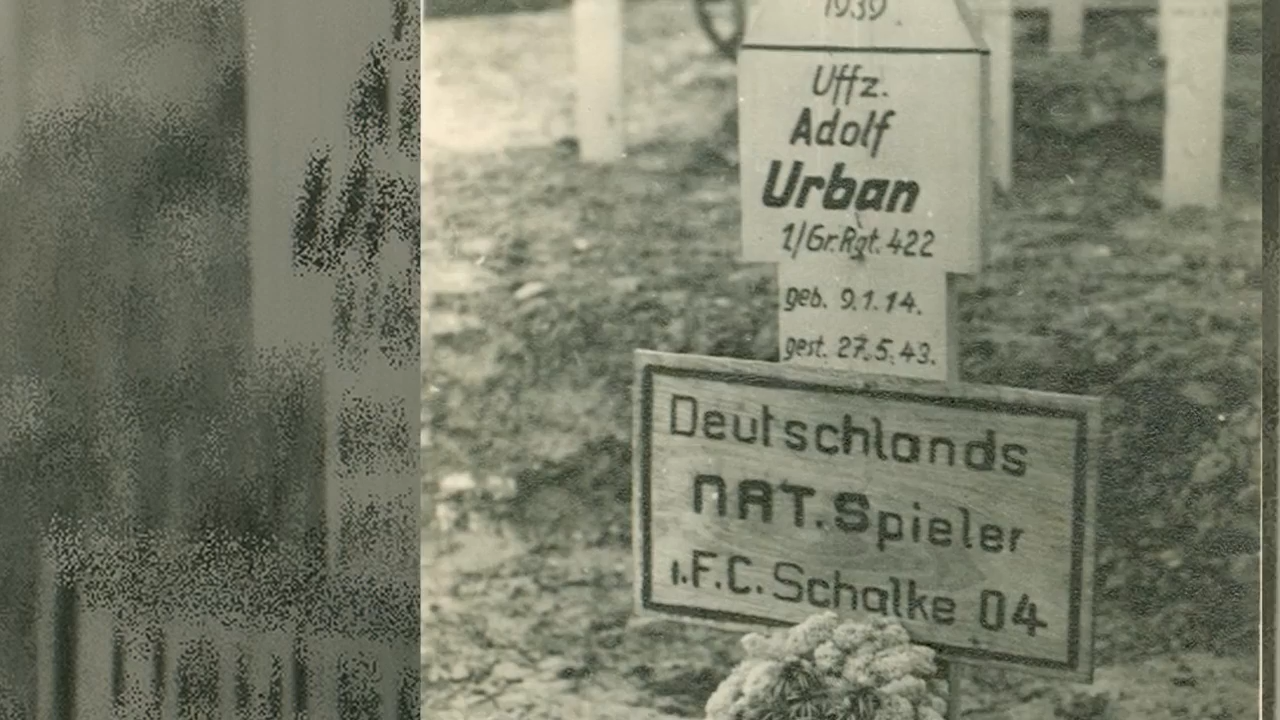 1939.
Uffz.
Adolf
Urban
1/Gr.Rgt. 422
geb. 9.1.14.
gest. 27.5.43.
Deutschlands
NAT. Spieler
i.F.C. Schalke 04